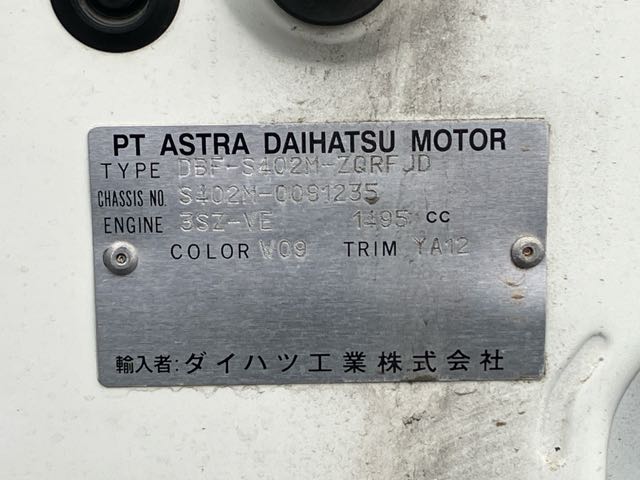 PT ASTRA DAIHATSU MOTOR
TYPE DBF-S402M-ZQRFJD
CHASSIS NO. S402M-0081235
ENGINE 3SZ-VE 1495 cc
COLOR W09 TRIM YA12
輸入者:ダイハツ工業株式会社